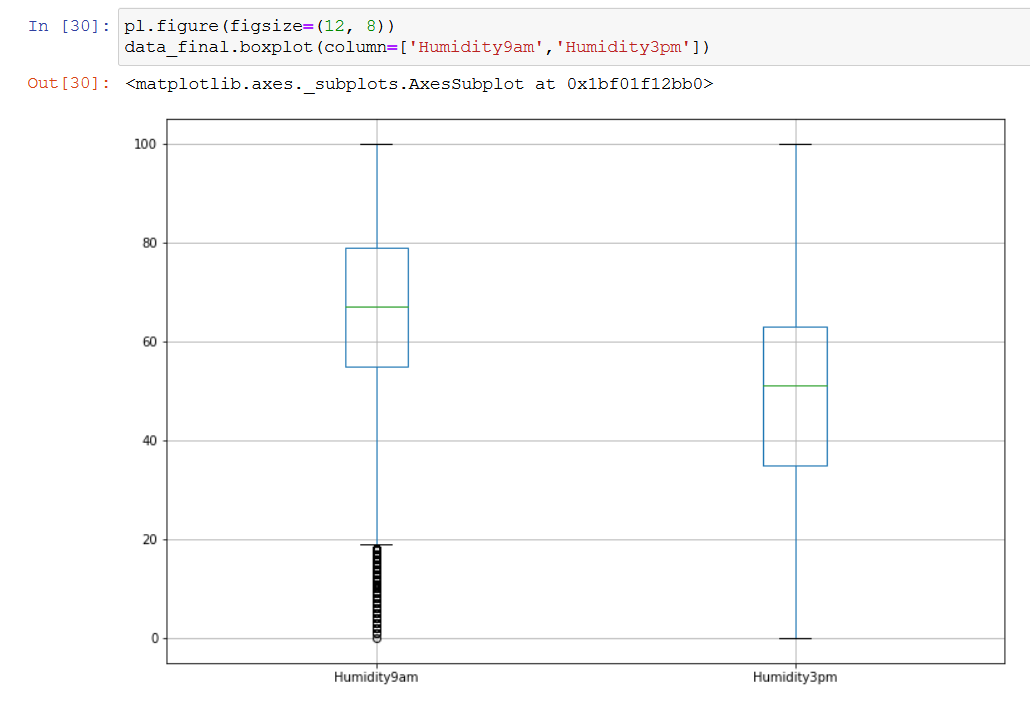 In [30]: pl.figure(figsize=(12, 8))
data_final.boxplot(column=['Humidity9am','Humidity3pm'])
Out[30]: <matplotlib.axes._subplots.AxesSubplot at 0x1bf01f12bb0>
100
80
60
40
20
0
Humidity9am Humidity3pm